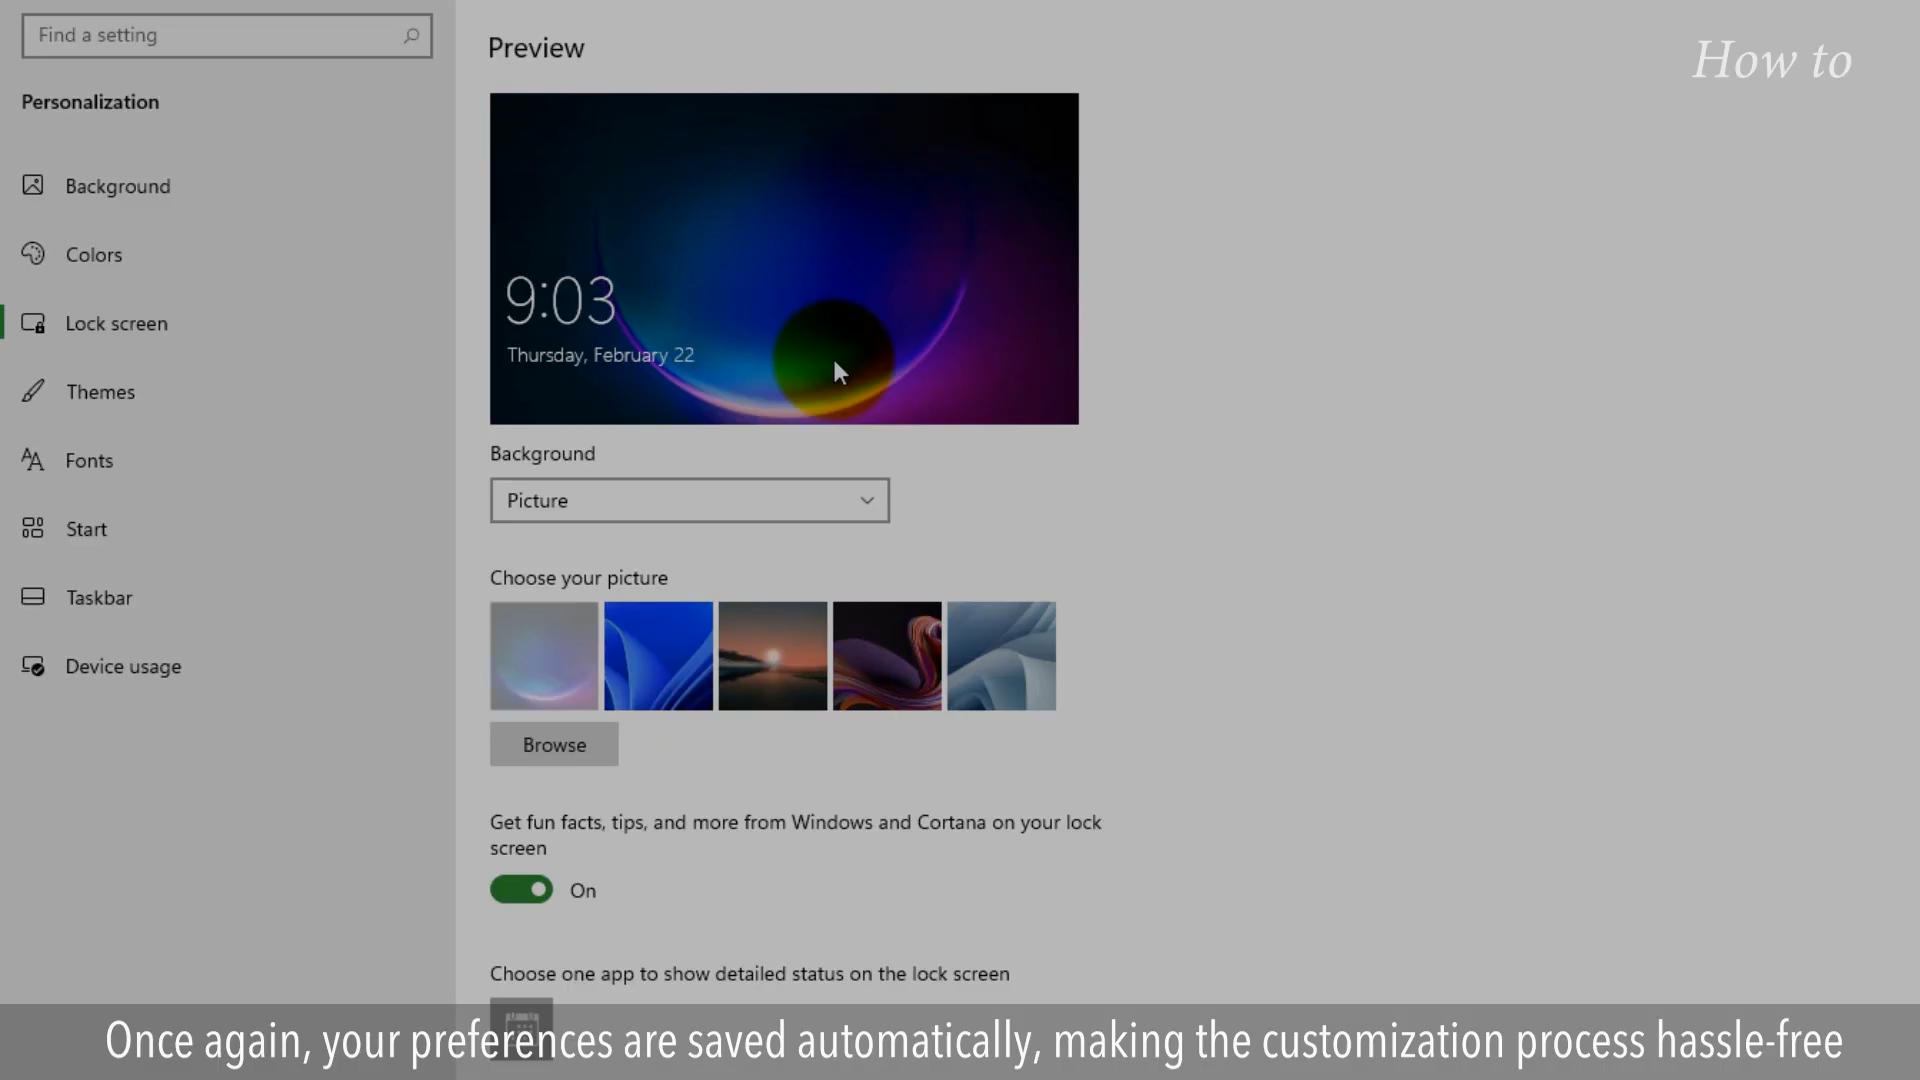 Find a setting
How to
Personalization
Background
Colors
Lock screen
Themes
Fonts
Start
Taskbar
Device usage
Preview
9:03
Thursday, February 22
Background
Picture
Choose your picture
Browse
Get fun facts, tips, and more from Windows and Cortana on your lock
screen
On
Choose one app to show detailed status on the lock screen
Once again, your preferences are saved automatically, making the customization process hassle-free